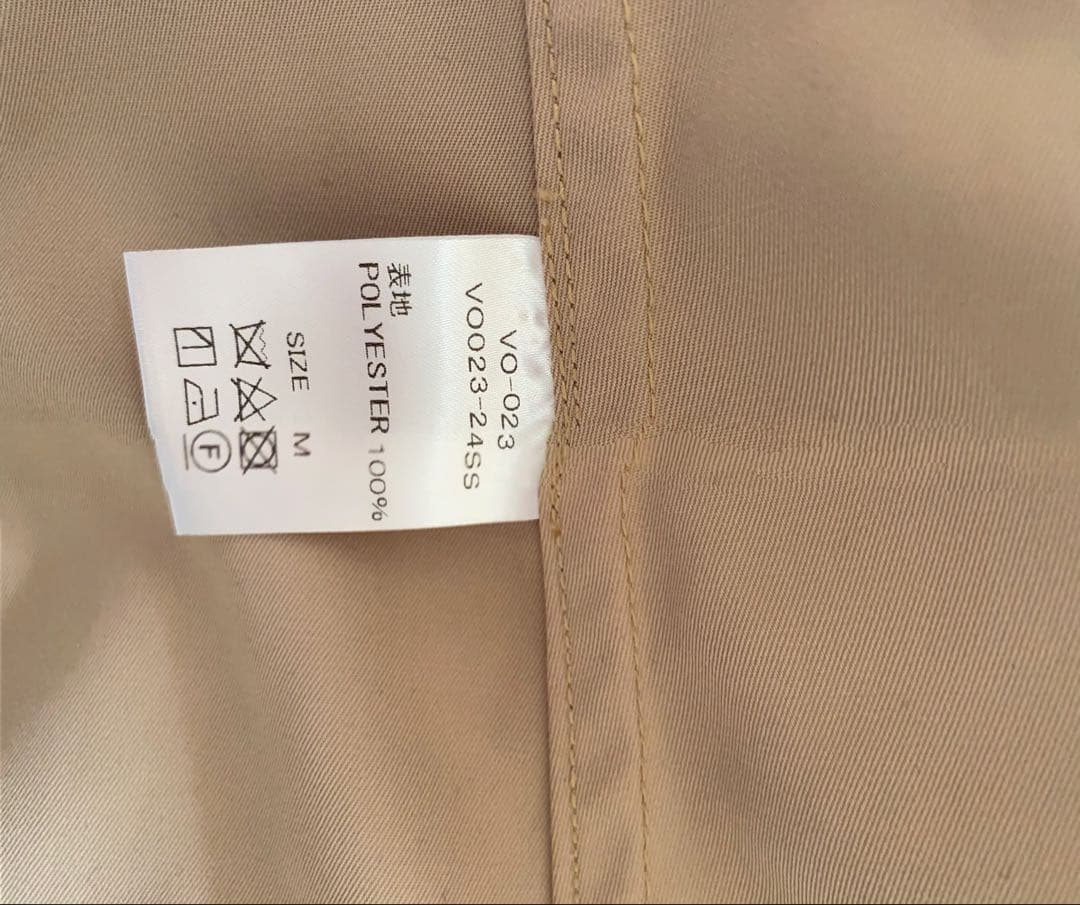 VO-023
VO023-24SS
表地
POLYESTER 100%
SIZE M
F